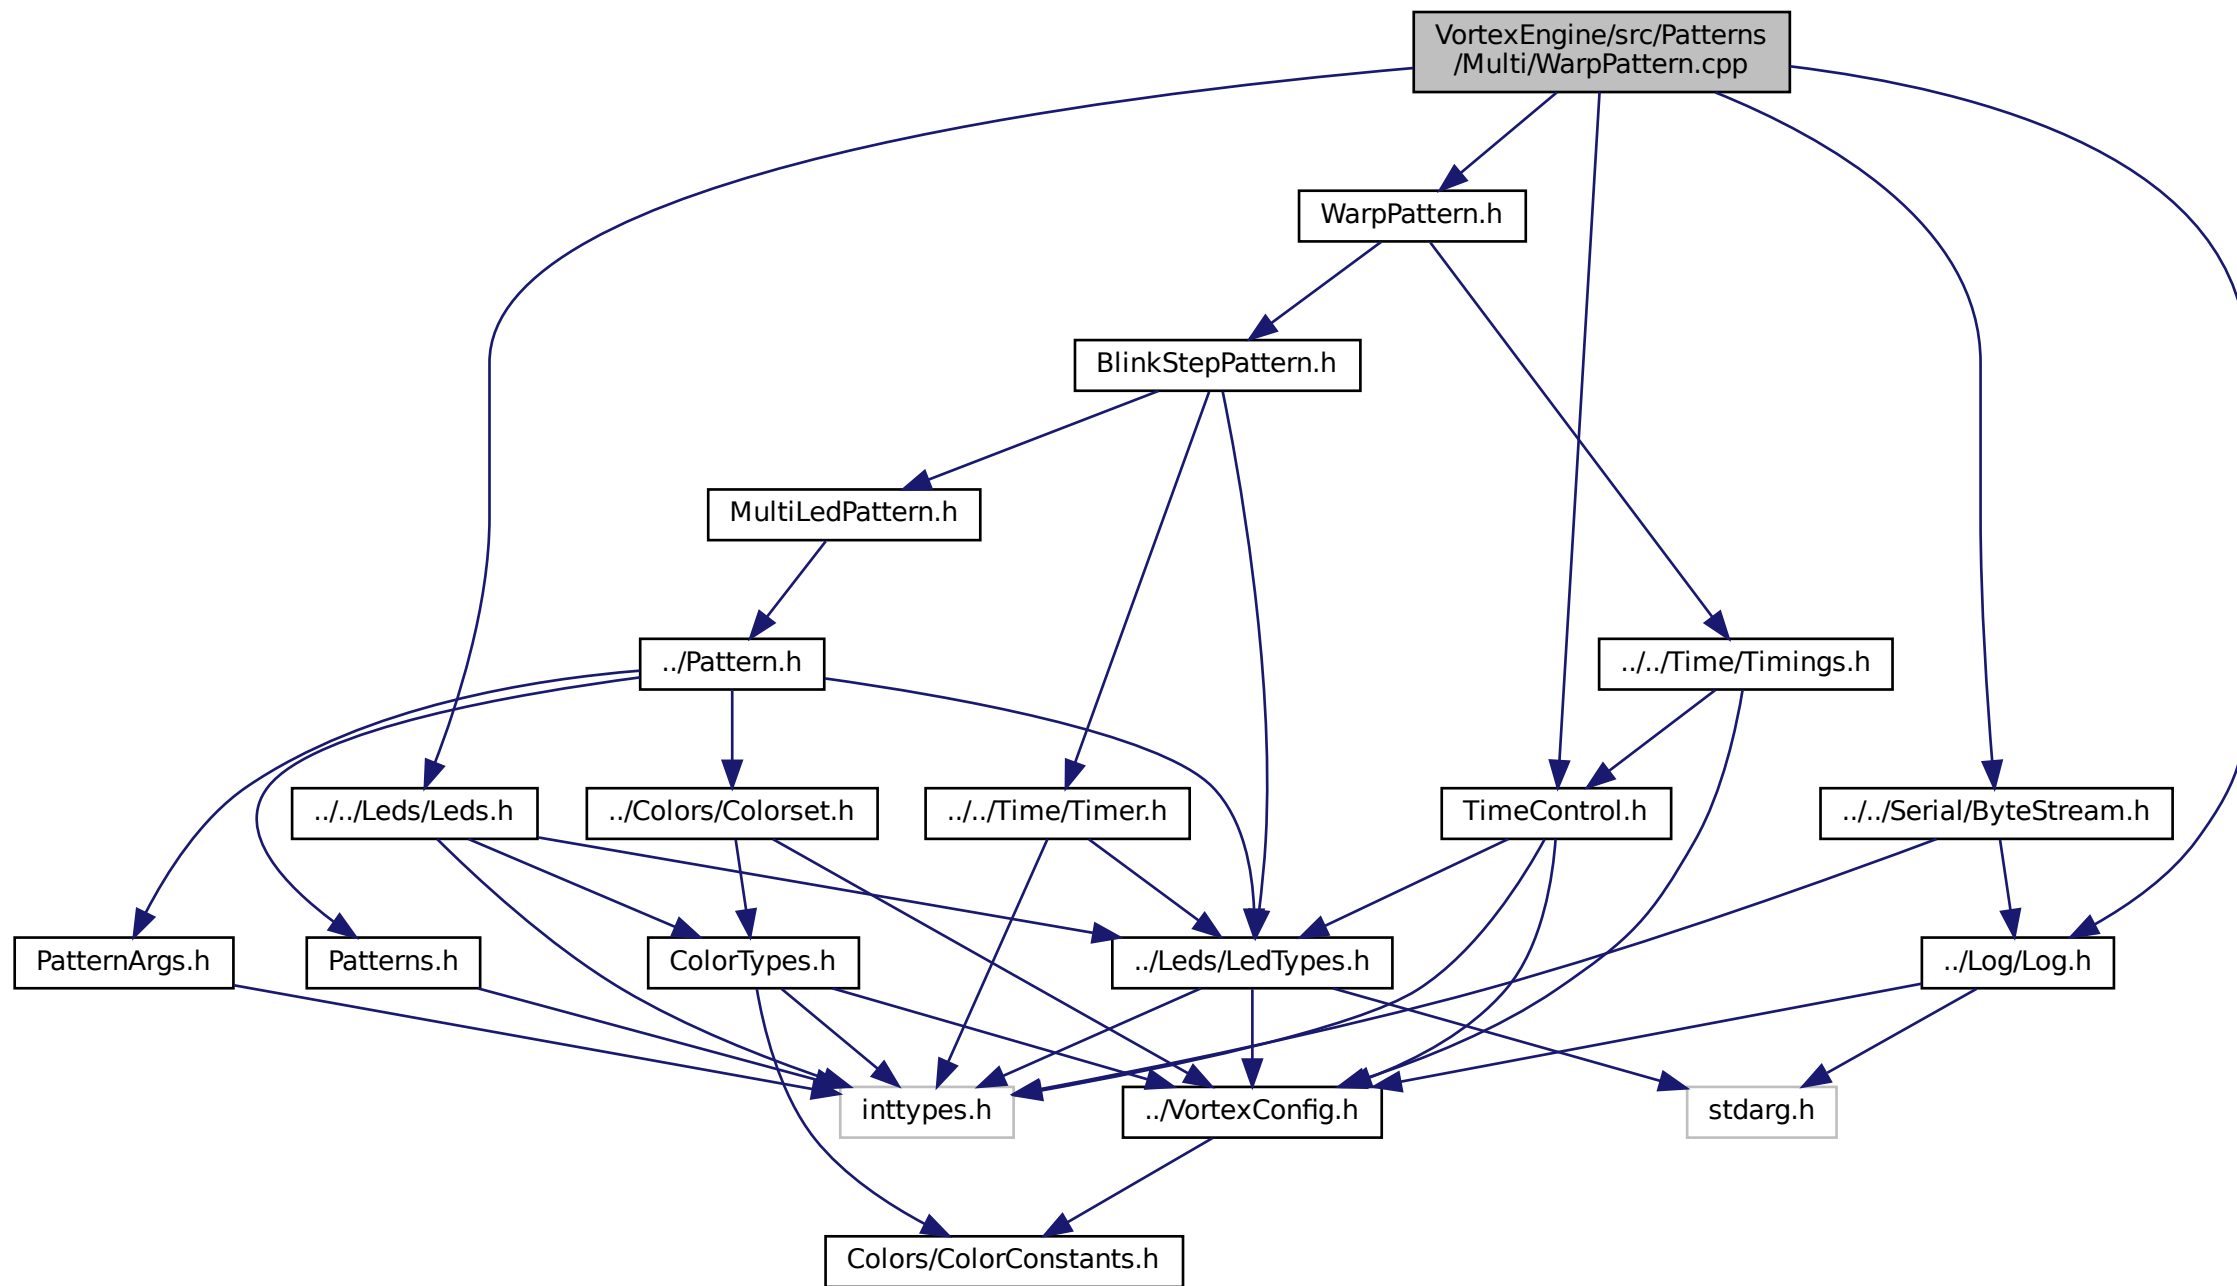 VortexEngine/src/Patterns
/Multi/WarpPattern.cpp
WarpPattern.h
BlinkStepPattern.h
MultiLedPattern.h
../Pattern.h
../../Time/Timings.h
../../Leds/Leds.h
../Colors/Colorset.h
../../Time/Timer.h
TimeControl.h
../../Serial/ByteStream.h
PatternArgs.h
Patterns.h
ColorTypes.h
../Leds/LedTypes.h
../Log/Log.h
inttypes.h
../VortexConfig.h
stdarg.h
Colors/ColorConstants.h